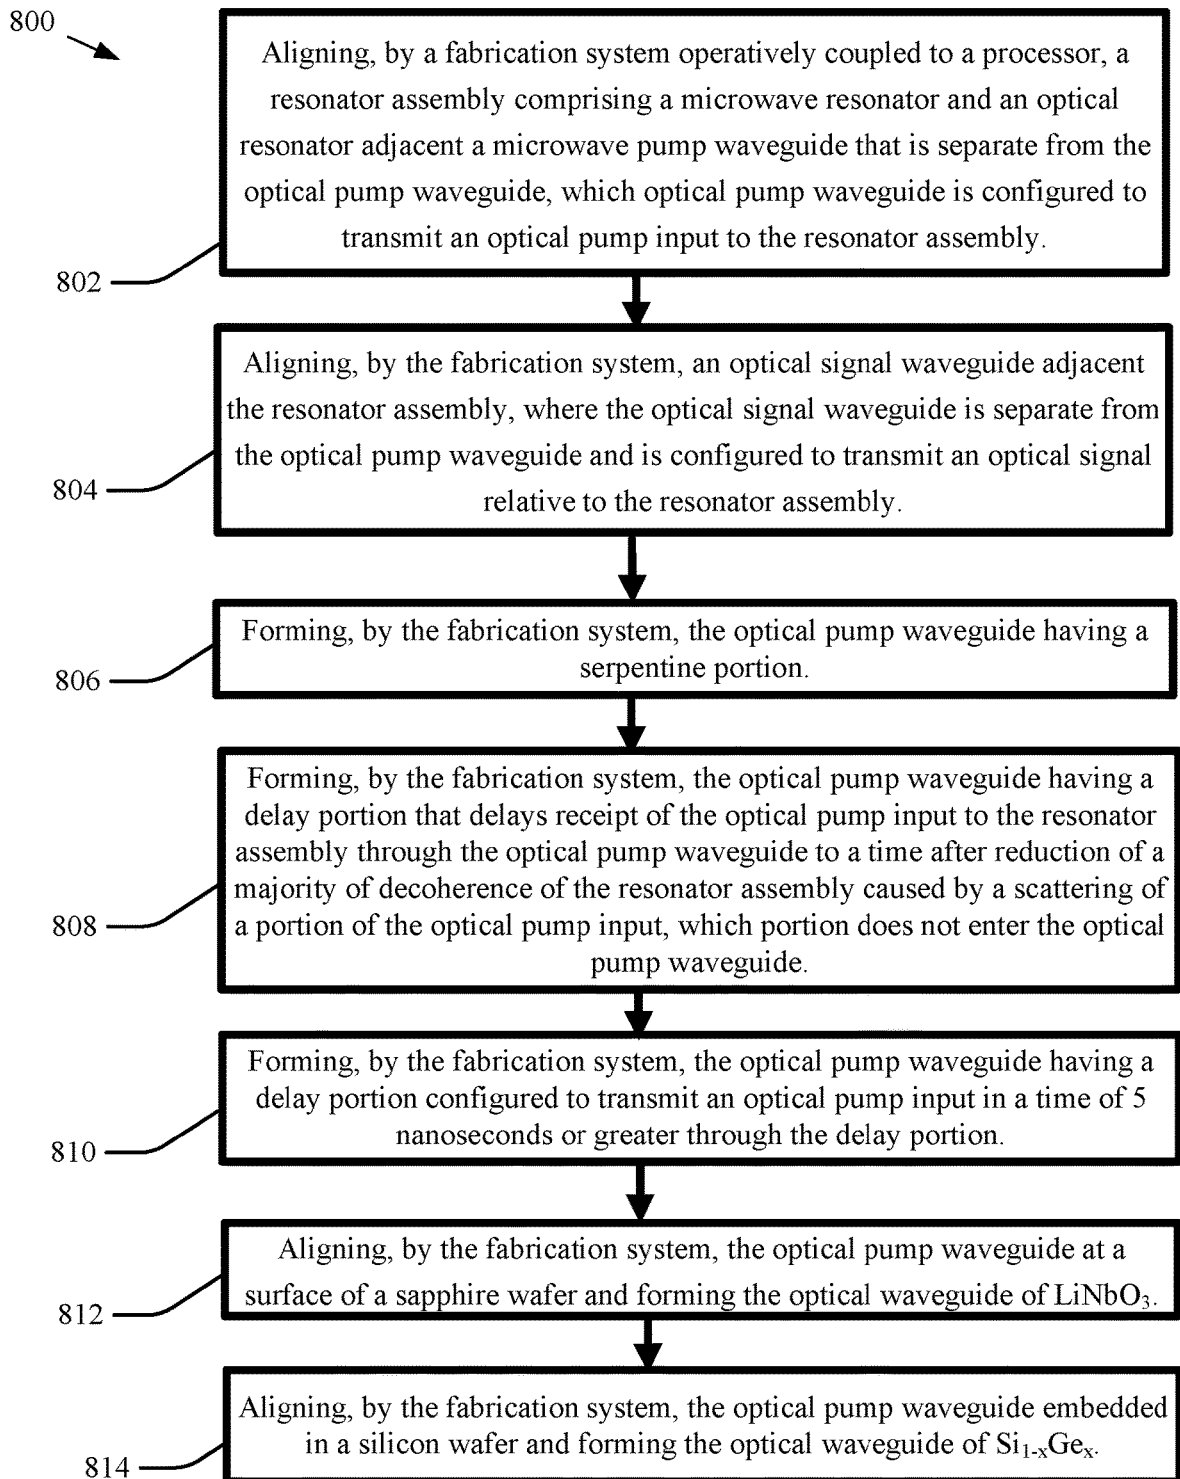 800
Aligning, by a fabrication system operatively coupled to a processor, a
resonator assembly comprising a microwave resonator and an optical
resonator adjacent a microwave pump waveguide that is separate from the
optical pump waveguide, which optical pump waveguide is configured to
transmit an optical pump input to the resonator assembly.
802
Aligning, by the fabrication system, an optical signal waveguide adjacent
the resonator assembly, where the optical signal waveguide is separate from
the optical pump waveguide and is configured to transmit an optical signal
relative to the resonator assembly.
804
Forming, by the fabrication system, the optical pump waveguide having a
serpentine portion.
806
Forming, by the fabrication system, the optical pump waveguide having a
delay portion that delays receipt of the optical pump input to the resonator
assembly through the optical pump waveguide to a time after reduction of a
majority of decoherence of the resonator assembly caused by a scattering of
a portion of the optical pump input, which portion does not enter the optical
pump waveguide.
808
Forming, by the fabrication system, the optical pump waveguide having a
delay portion configured to transmit an optical pump input in a time of 5
nanoseconds or greater through the delay portion.
810
Aligning, by the fabrication system, the optical pump waveguide at a
surface of a sapphire wafer and forming the optical waveguide of LiNbO₃.
812
Aligning, by the fabrication system, the optical pump waveguide embedded
in a silicon wafer and forming the optical waveguide of Si₁₋ₓGeₓ.
814